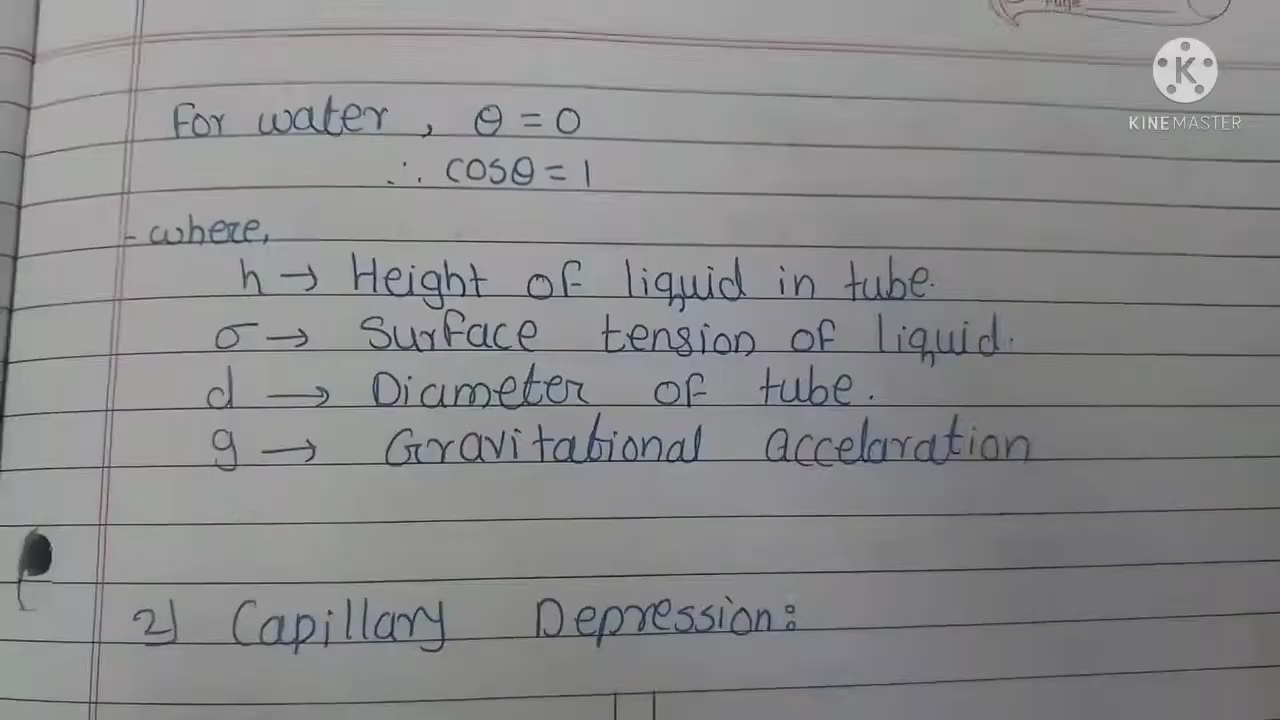 For water, θ = 0
∴ cosθ = 1
- where,
h → Height of liquid in tube.
σ → Surface tension of liquid.
d → Diameter of tube.
g → Gravitational accelaration
2) Capillary Depression:
K
KINEMASTER